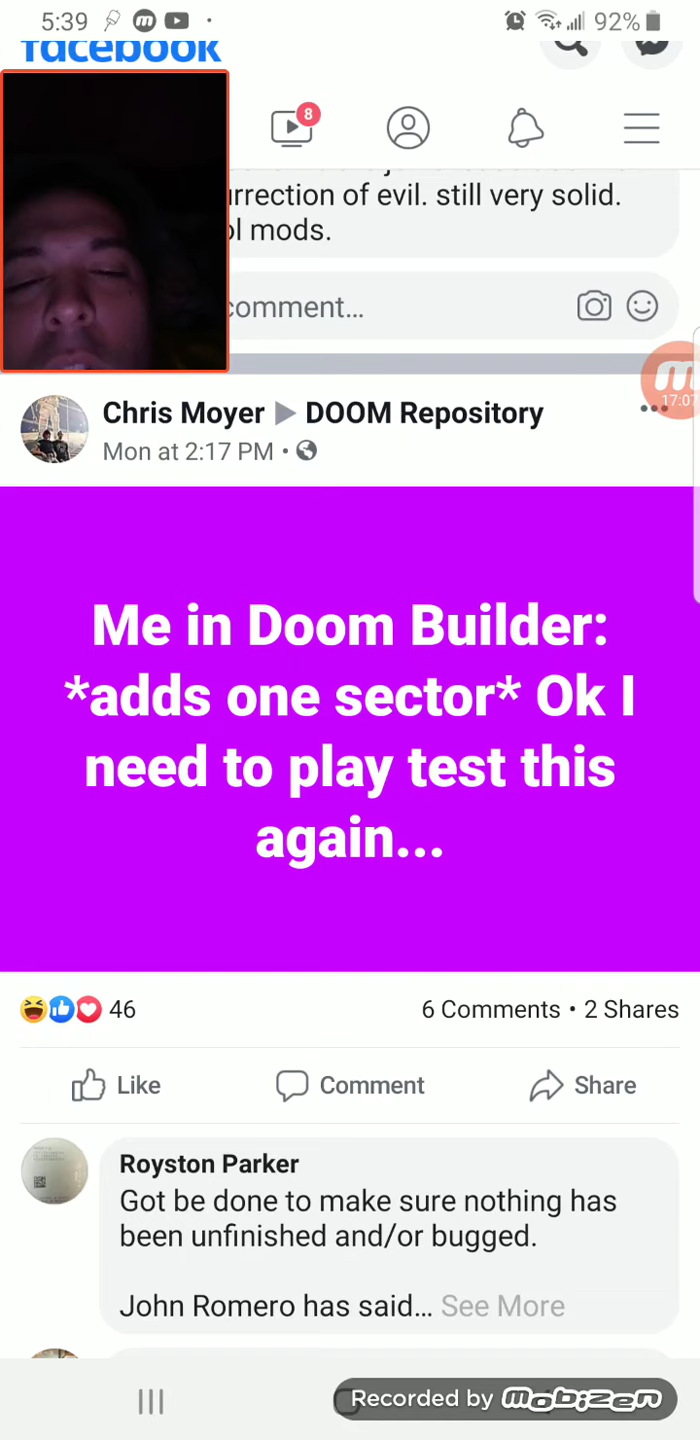 5:39
92%
facebook
8
rrection of evil. still very solid.
ol mods.
comment...
17:07
Chris Moyer ▶ DOOM Repository
Mon at 2:17 PM •
Me in Doom Builder:
*adds one sector* Ok I
need to play test this
again...
46
6 Comments • 2 Shares
Like
Comment
Share
Royston Parker
Got be done to make sure nothing has
been unfinished and/or bugged.
John Romero has said... See More
Recorded by mobizen